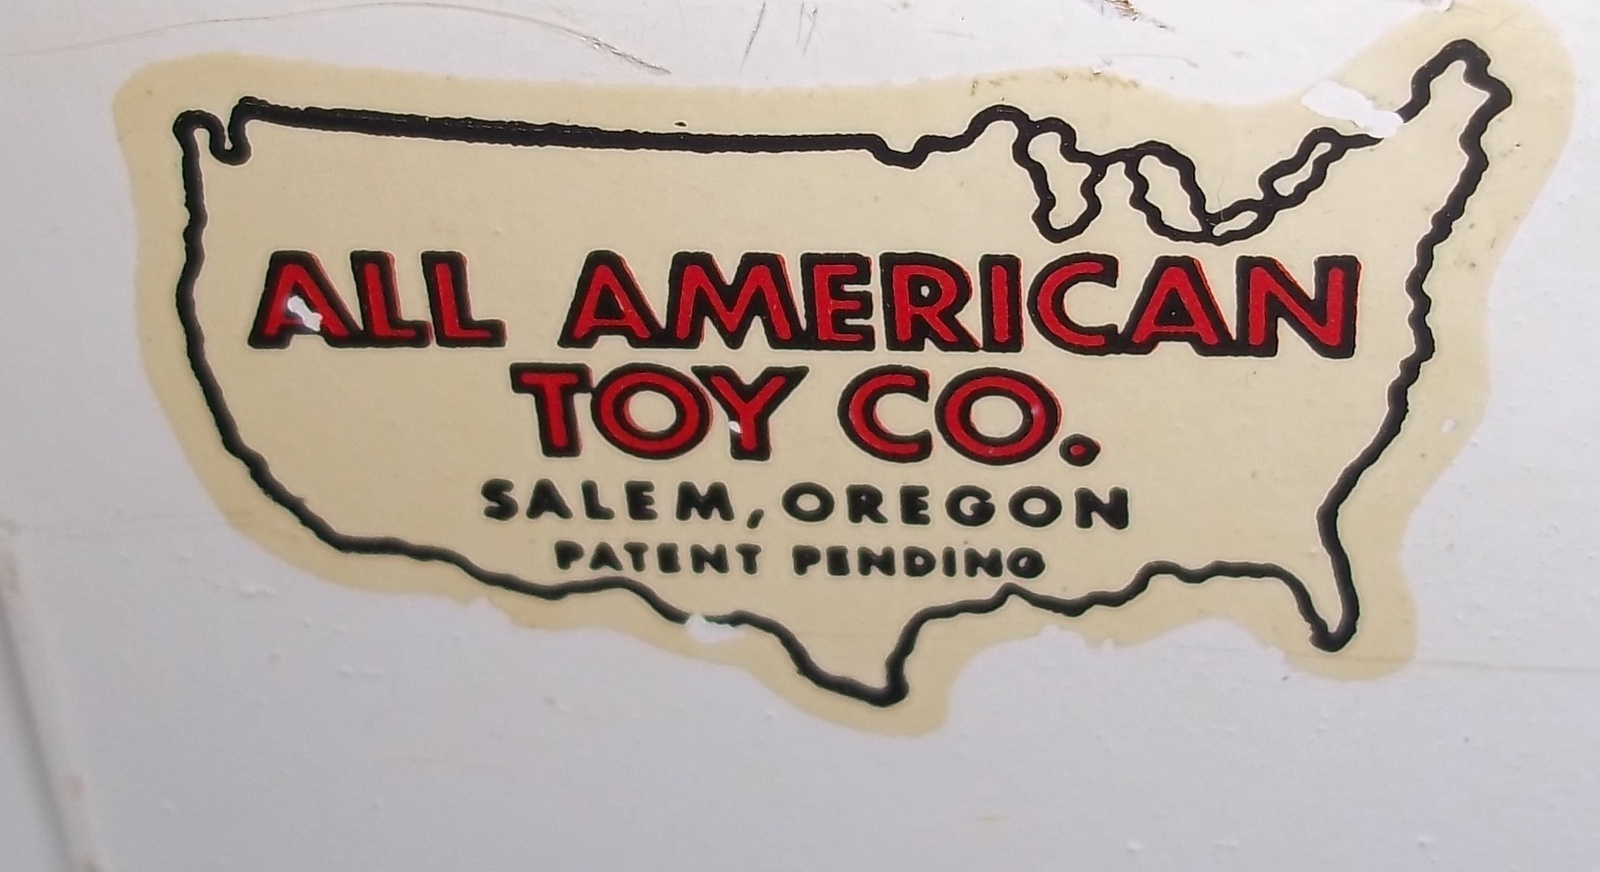 ALL AMERICAN
TOY CO.
SALEM, OREGON
PATENT PENDING